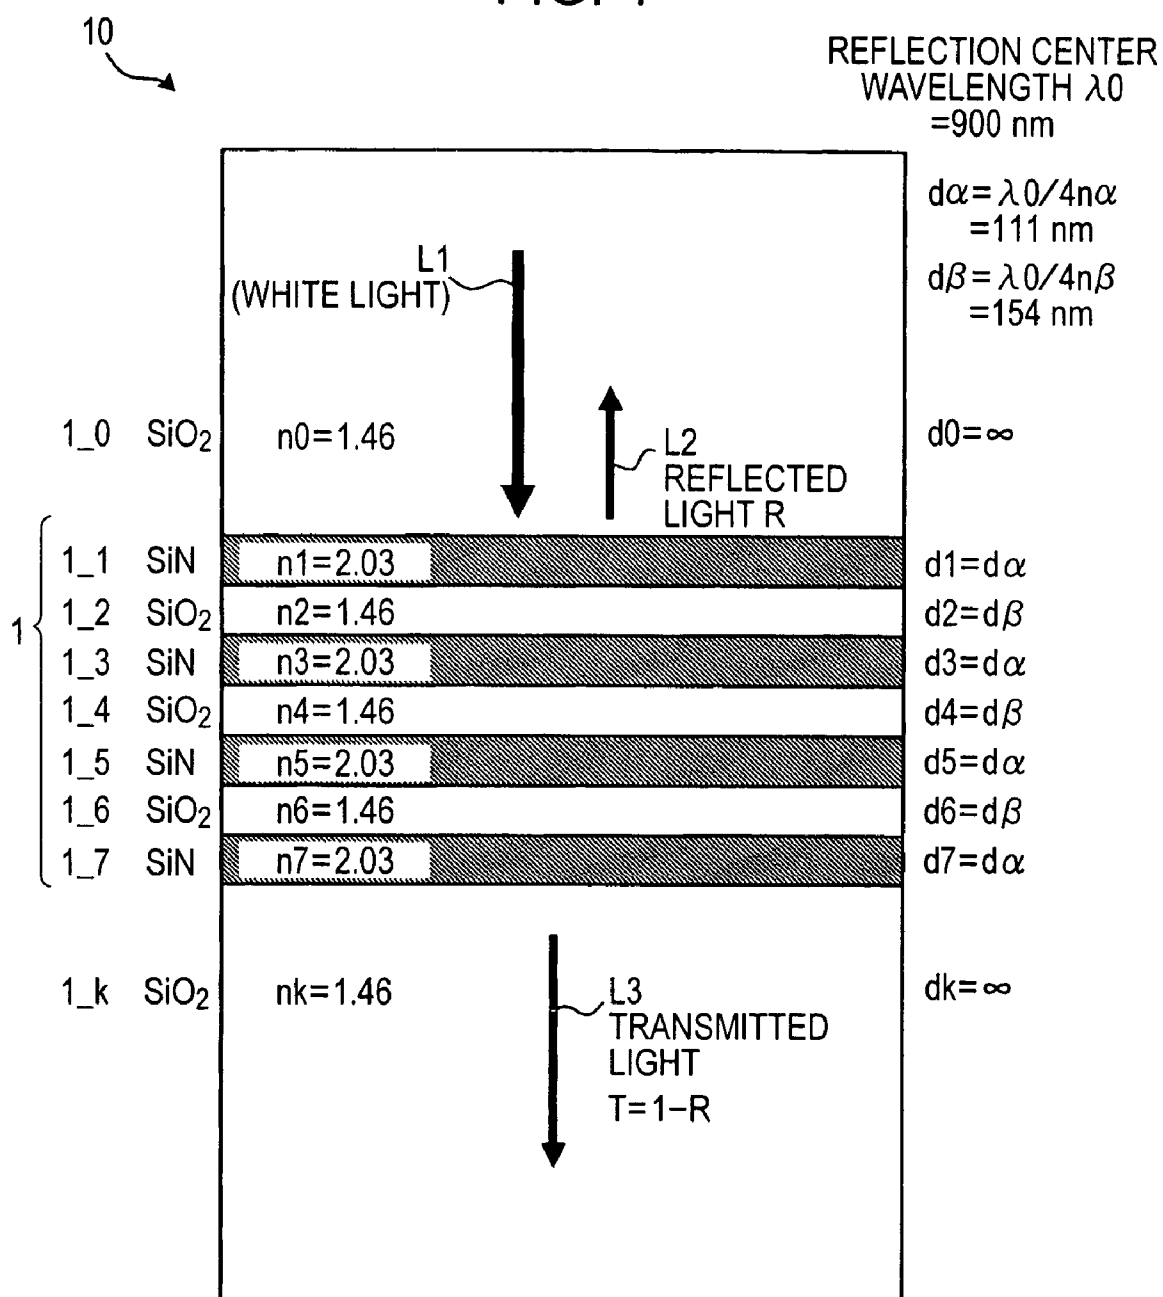 10
REFLECTION CENTER
WAVELENGTH λ0
=900 nm
dα=λ0/4nα
=111 nm
dβ=λ0/4nβ
=154 nm
L1
(WHITE LIGHT)
1_0 SiO2 n0=1.46 d0=∞
L2
REFLECTED
LIGHT R
1
1_1 SiN n1=2.03 d1=dα
1_2 SiO2 n2=1.46 d2=dβ
1_3 SiN n3=2.03 d3=dα
1_4 SiO2 n4=1.46 d4=dβ
1_5 SiN n5=2.03 d5=dα
1_6 SiO2 n6=1.46 d6=dβ
1_7 SiN n7=2.03 d7=dα
1_k SiO2 nk=1.46 dk=∞
L3
TRANSMITTED
LIGHT
T=1–R